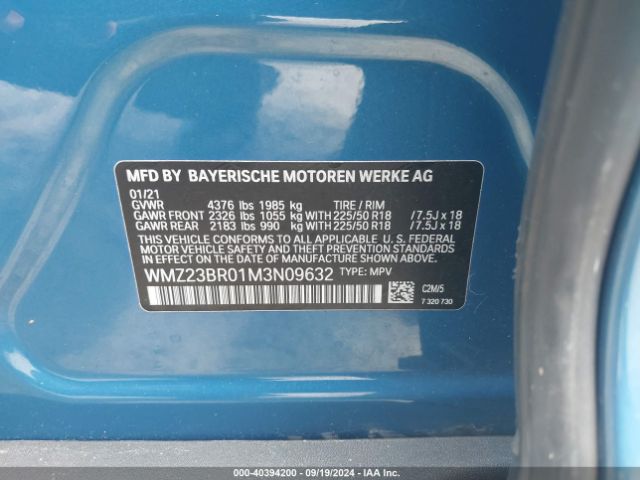 MFD BY BAYERISCHE MOTOREN WERKE AG
01/21
GVWR 4376 lbs 1985 kg TIRE / RIM
GAWR FRONT 2326 lbs 1055 kg WITH 225/50 R18 /7.5J x 18
GAWR REAR 2183 lbs 990 kg WITH 225/50 R18 /7.5J x 18
THIS VEHICLE CONFORMS TO ALL APPLICABLE U. S. FEDERAL
MOTOR VEHICLE SAFETY AND THEFT PREVENTION STANDARDS
IN EFFECT ON THE DATE OF MANUFACTURE SHOWN ABOVE.
WMZ23BR01M3N09632 TYPE: MPV
C2M/5
7 320 730
000-40394200 - 09/19/2024 - IAA Inc.